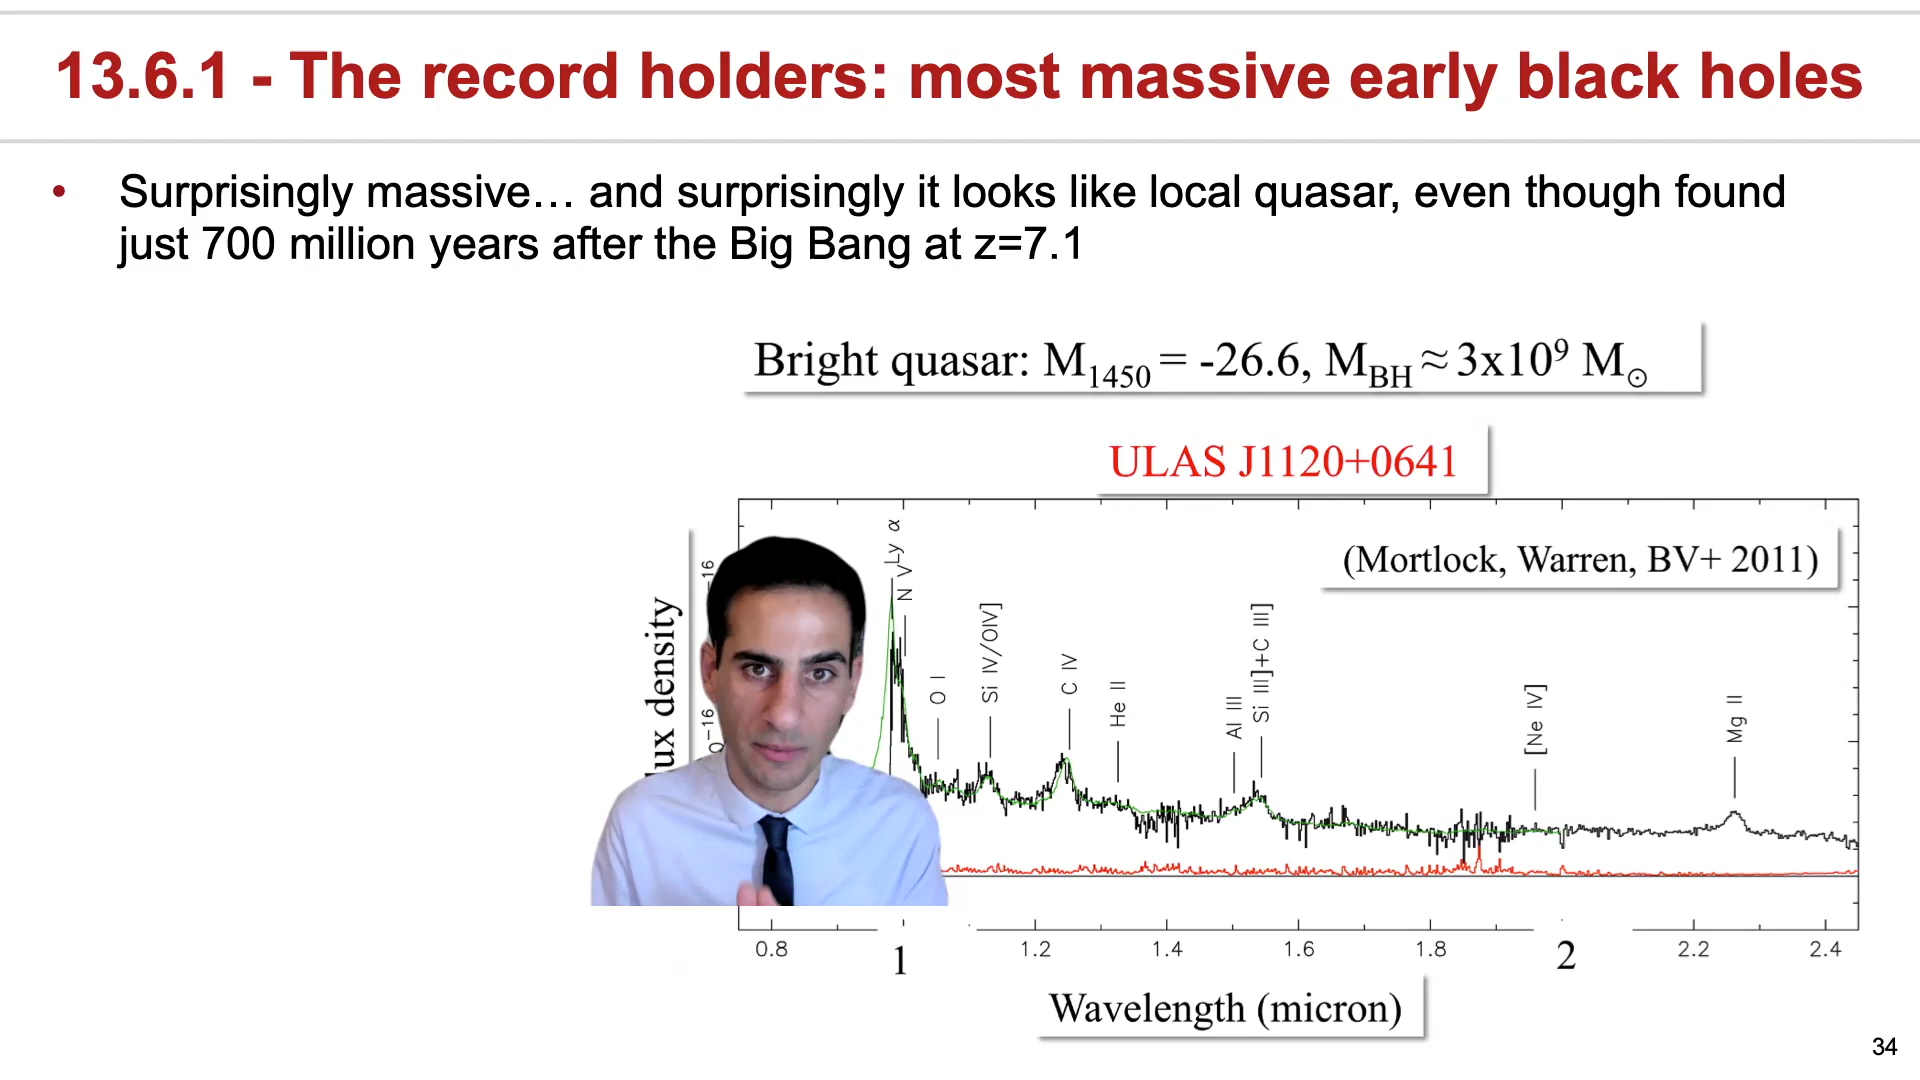 13.6.1 - The record holders: most massive early black holes
• Surprisingly massive… and surprisingly it looks like local quasar, even though found
just 700 million years after the Big Bang at z=7.1
Bright quasar: M1450 = -26.6, MBH ≈ 3x10⁹ M⊙
ULAS J1120+0641
(Mortlock, Warren, BV+ 2011)
Ly α
N V
O I
Si IV/OIV]
C IV
He II
Al III
Si III]+C III]
[Ne IV]
Mg II
density
0.8 1 1.2 1.4 1.6 1.8 2 2.2 2.4
Wavelength (micron)
34